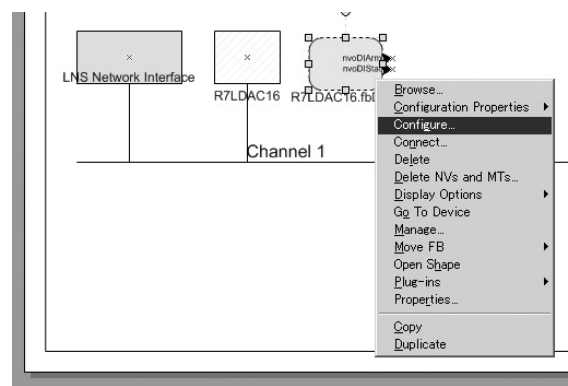 nvoDIArm
nvoDIStat
LNS Network Interface
R7LDAC16
R7LDAC16.fb
Channel 1
Browse...
Configuration Properties
Configure...
Connect...
Delete
Delete NVs and MTs...
Display Options
Go To Device
Manage...
Move FB
Open Shape
Plug-ins
Properties...
Copy
Duplicate